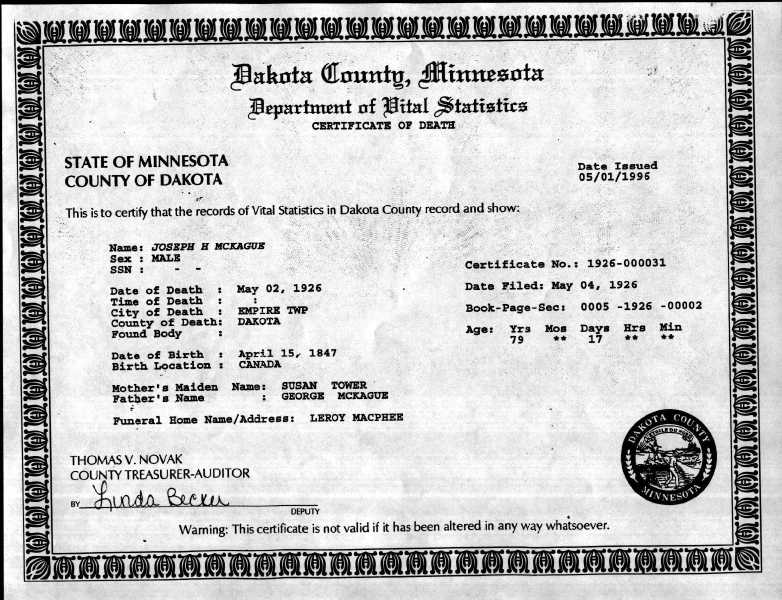 Dakota County, Minnesota
Department of Vital Statistics
CERTIFICATE OF DEATH
STATE OF MINNESOTA
COUNTY OF DAKOTA
Date Issued
05/01/1996
This is to certify that the records of Vital Statistics in Dakota County record and show:
Name: JOSEPH H MCKAGUE
Sex : MALE
SSN : - -
Certificate No.: 1926-000031
Date of Death : May 02, 1926
Date Filed: May 04, 1926
Time of Death : :
City of Death : EMPIRE TWP
Book-Page-Sec: 0005 -1926 -00002
County of Death: DAKOTA
Found Body :
Age: Yrs Mos Days Hrs Min
79 ** 17 ** **
Date of Birth : April 15, 1847
Birth Location : CANADA
Mother's Maiden Name: SUSAN TOWER
Father's Name : GEORGE MCKAGUE
Funeral Home Name/Address: LEROY MACPHEE
DAKOTA COUNTY
MINNESOTA
THOMAS V. NOVAK
COUNTY TREASURER-AUDITOR
BY Linda Becker
DEPUTY
Warning: This certificate is not valid if it has been altered in any way whatsoever.